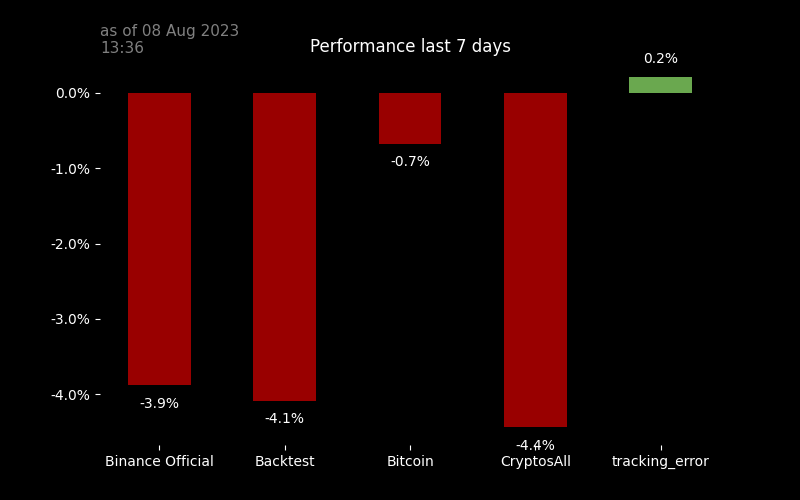 as of 08 Aug 2023
13:36
Performance last 7 days
0.2%
0.0%
-1.0%
-0.7%
-2.0%
-3.0%
-4.0%
-3.9%
-4.1%
-4.4%
Binance Official
Backtest
Bitcoin
CryptosAll
tracking_error